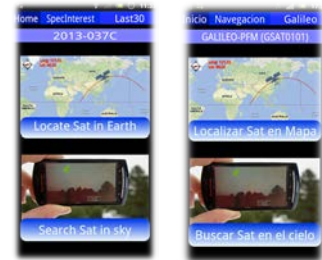 Home SpecInterest Last30
2013-037C
Locate Sat in Earth
Search Sat in sky
nicio Navegacion Galileo
GALILEO-PFM (GSAT0101)
Localizar Sat en Mapa
Buscar Sat en el cielo